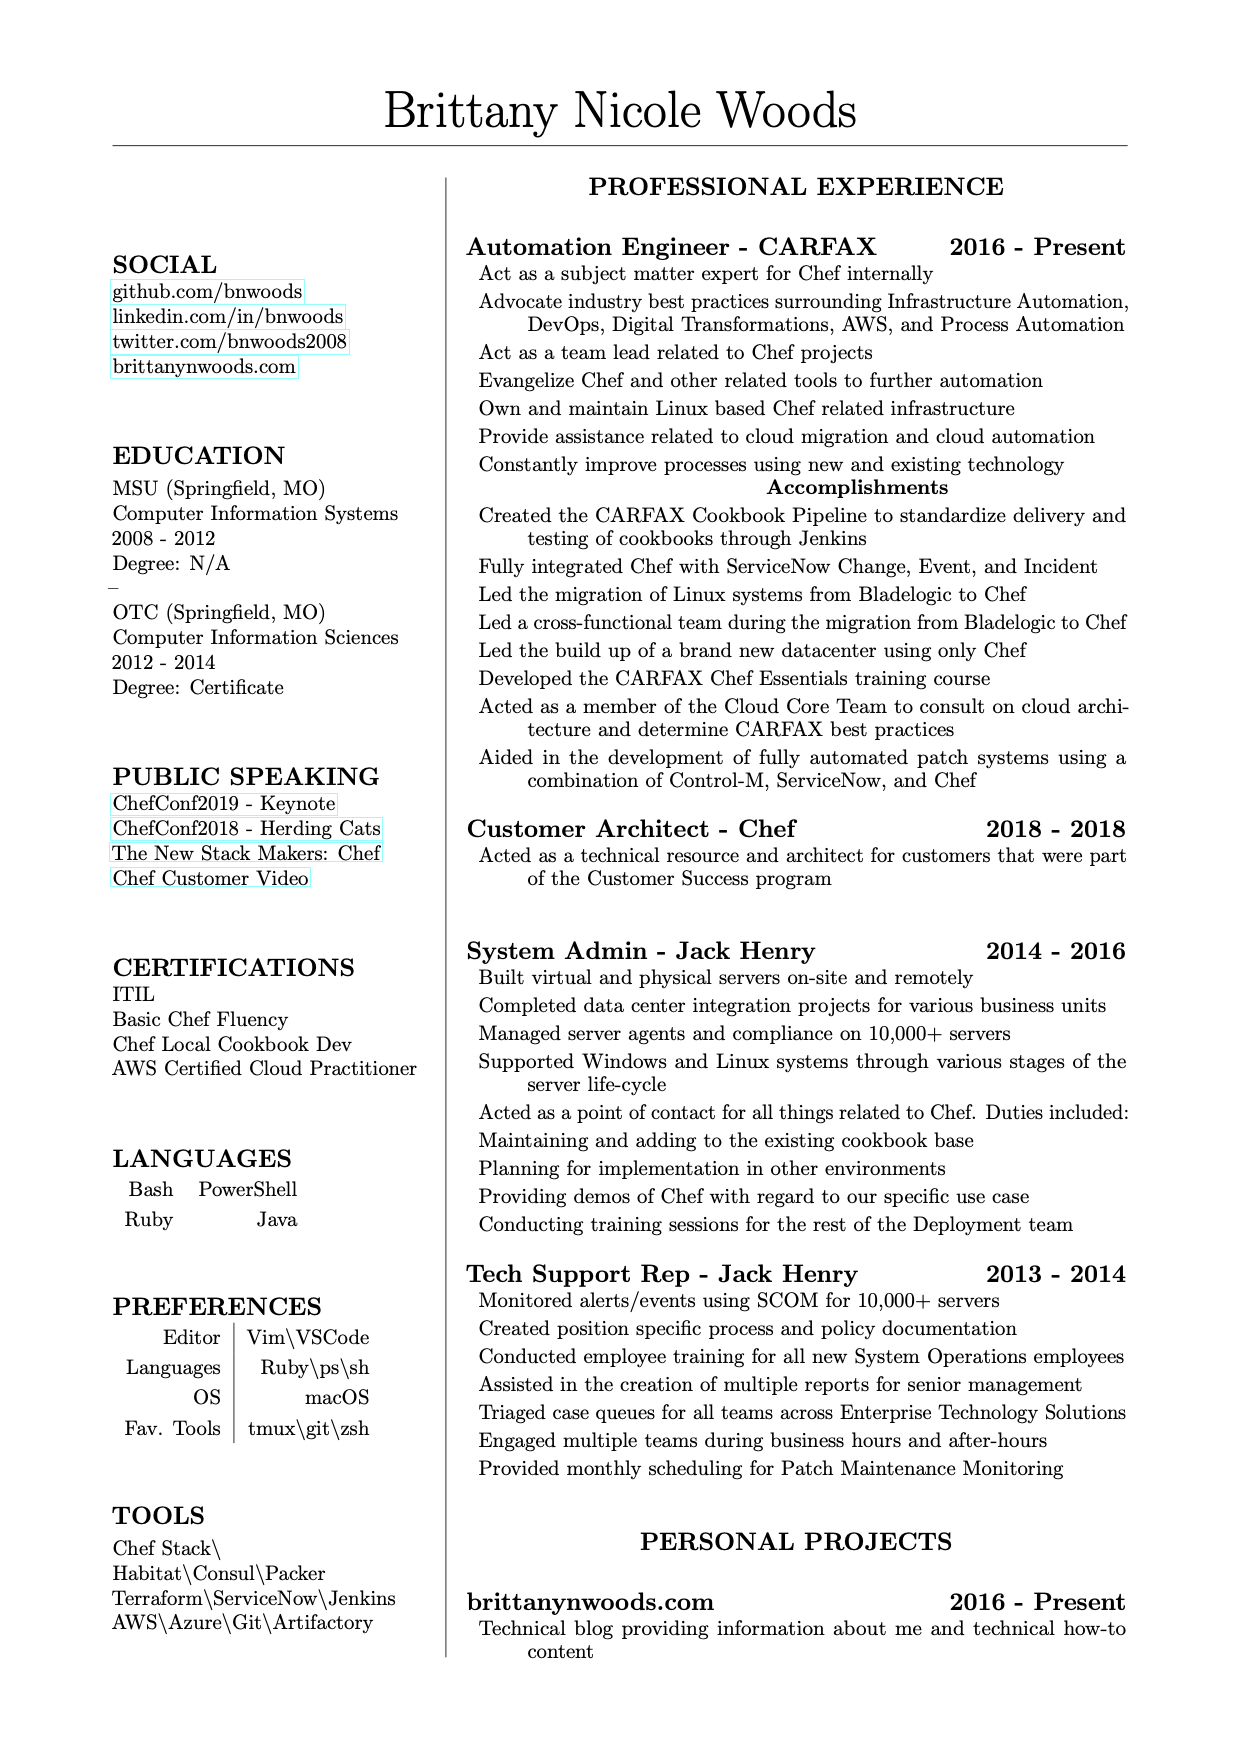 Brittany Nicole Woods
SOCIAL
github.com/bnwoods
linkedin.com/in/bnwoods
twitter.com/bnwoods2008
brittanynwoods.com
EDUCATION
MSU (Springfield, MO)
Computer Information Systems
2008 - 2012
Degree: N/A
–
OTC (Springfield, MO)
Computer Information Sciences
2012 - 2014
Degree: Certificate
PUBLIC SPEAKING
ChefConf2019 - Keynote
ChefConf2018 - Herding Cats
The New Stack Makers: Chef
Chef Customer Video
CERTIFICATIONS
ITIL
Basic Chef Fluency
Chef Local Cookbook Dev
AWS Certified Cloud Practitioner
LANGUAGES
Bash PowerShell
Ruby Java
PREFERENCES
Editor Vim\VSCode
Languages Ruby\ps\sh
OS macOS
Fav. Tools tmux\git\zsh
TOOLS
Chef Stack\
Habitat\Consul\Packer
Terraform\ServiceNow\Jenkins
AWS\Azure\Git\Artifactory
PROFESSIONAL EXPERIENCE
Automation Engineer - CARFAX 2016 - Present
Act as a subject matter expert for Chef internally
Advocate industry best practices surrounding Infrastructure Automation,
DevOps, Digital Transformations, AWS, and Process Automation
Act as a team lead related to Chef projects
Evangelize Chef and other related tools to further automation
Own and maintain Linux based Chef related infrastructure
Provide assistance related to cloud migration and cloud automation
Constantly improve processes using new and existing technology
Accomplishments
Created the CARFAX Cookbook Pipeline to standardize delivery and
testing of cookbooks through Jenkins
Fully integrated Chef with ServiceNow Change, Event, and Incident
Led the migration of Linux systems from Bladelogic to Chef
Led a cross-functional team during the migration from Bladelogic to Chef
Led the build up of a brand new datacenter using only Chef
Developed the CARFAX Chef Essentials training course
Acted as a member of the Cloud Core Team to consult on cloud archi-
tecture and determine CARFAX best practices
Aided in the development of fully automated patch systems using a
combination of Control-M, ServiceNow, and Chef
Customer Architect - Chef 2018 - 2018
Acted as a technical resource and architect for customers that were part
of the Customer Success program
System Admin - Jack Henry 2014 - 2016
Built virtual and physical servers on-site and remotely
Completed data center integration projects for various business units
Managed server agents and compliance on 10,000+ servers
Supported Windows and Linux systems through various stages of the
server life-cycle
Acted as a point of contact for all things related to Chef. Duties included:
Maintaining and adding to the existing cookbook base
Planning for implementation in other environments
Providing demos of Chef with regard to our specific use case
Conducting training sessions for the rest of the Deployment team
Tech Support Rep - Jack Henry 2013 - 2014
Monitored alerts/events using SCOM for 10,000+ servers
Created position specific process and policy documentation
Conducted employee training for all new System Operations employees
Assisted in the creation of multiple reports for senior management
Triaged case queues for all teams across Enterprise Technology Solutions
Engaged multiple teams during business hours and after-hours
Provided monthly scheduling for Patch Maintenance Monitoring
PERSONAL PROJECTS
brittanynwoods.com 2016 - Present
Technical blog providing information about me and technical how-to
content